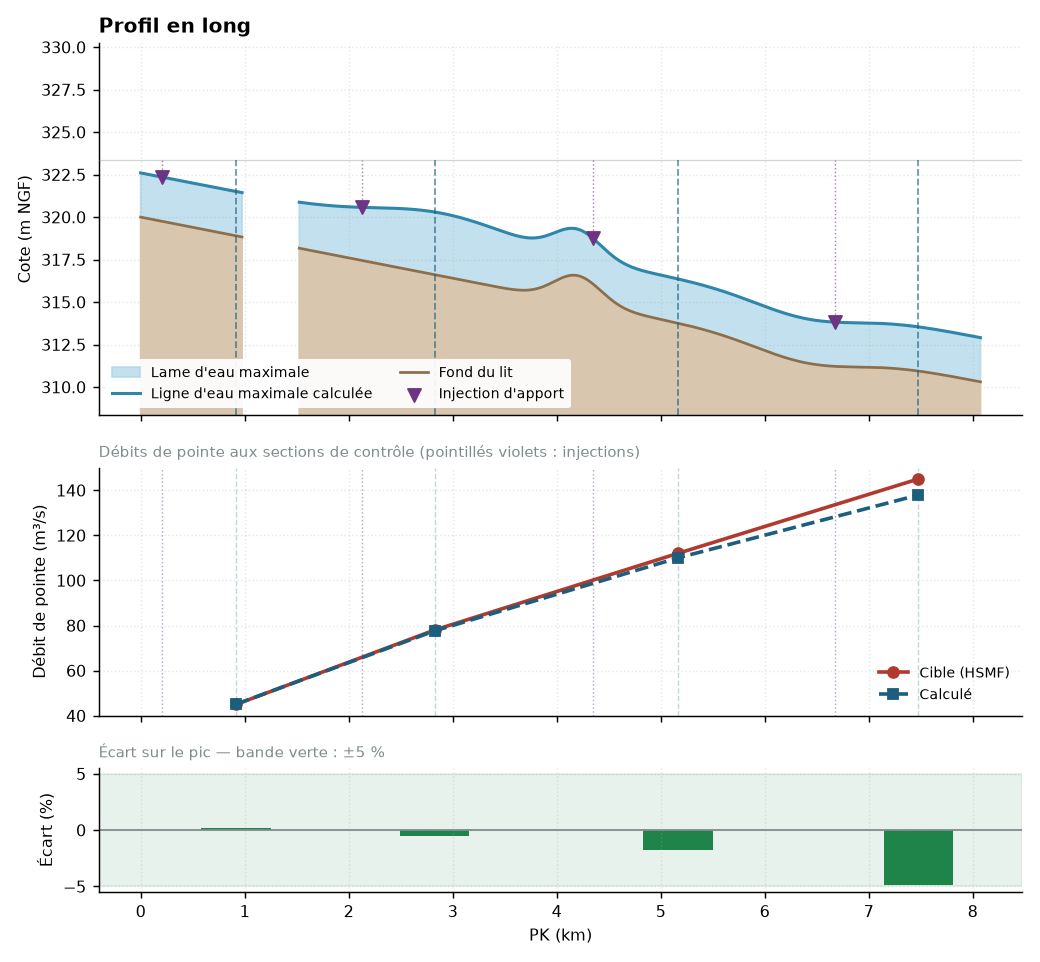 Profil en long
330.0
327.5
325.0
322.5
320.0
317.5
315.0
312.5
310.0
Cote (m NGF)
Lame d'eau maximale
Ligne d'eau maximale calculée
Fond du lit
Injection d'apport
Débits de pointe aux sections de contrôle (pointillés violets : injections)
140
120
100
80
60
40
Débit de pointe (m³/s)
Cible (HSMF)
Calculé
Écart sur le pic — bande verte : ±5 %
5
0
−5
Écart (%)
0 1 2 3 4 5 6 7 8
PK (km)